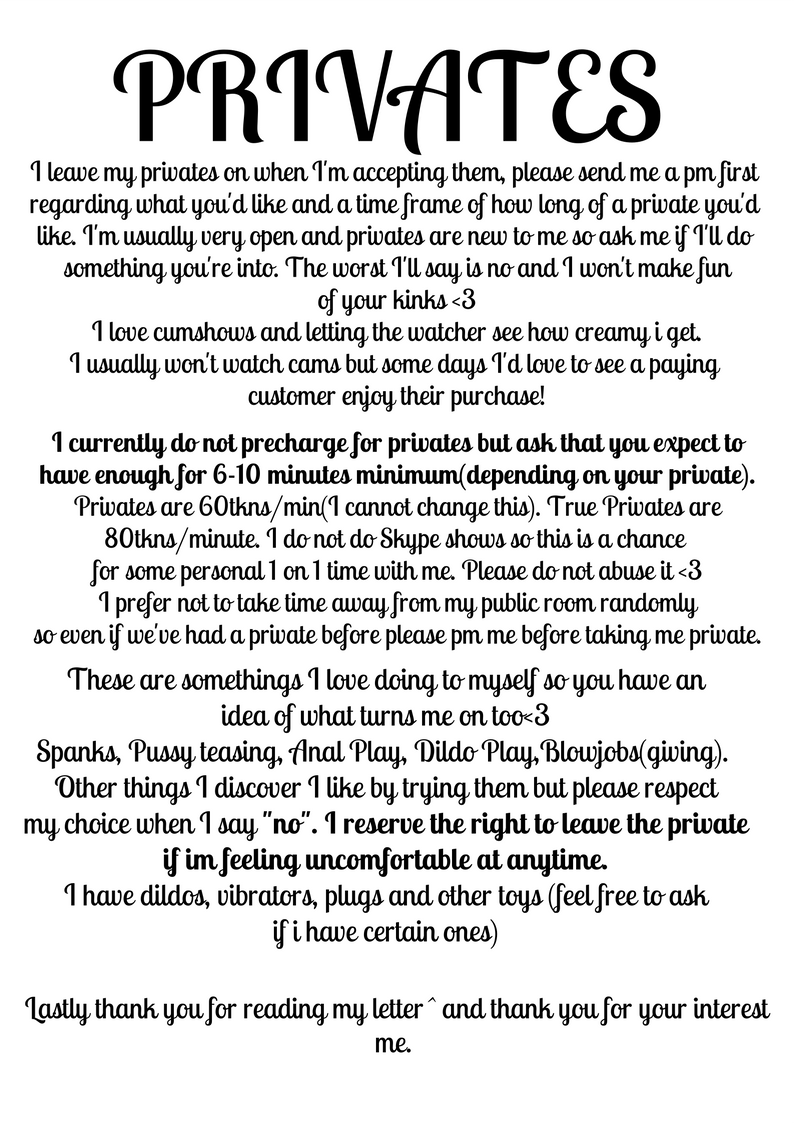 PRIVATES
I leave my privates on when I'm accepting them, please send me a pm first
regarding what you'd like and a time frame of how long of a private you'd
like. I'm usually very open and privates are new to me so ask me if I'll do
something you're into. The worst I'll say is no and I won't make fun
of your kinks <3
I love cumshows and letting the watcher see how creamy i get.
I usually won't watch cams but some days I'd love to see a paying
customer enjoy their purchase!
I currently do not precharge for privates but ask that you expect to
have enough for 6-10 minutes minimum(depending on your private).
Privates are 60tkns/min(I cannot change this). True Privates are
80tkns/minute. I do not do Skype shows so this is a chance
for some personal 1 on 1 time with me. Please do not abuse it <3
I prefer not to take time away from my public room randomly
so even if we've had a private before please pm me before taking me private.
These are somethings I love doing to myself so you have an
idea of what turns me on too<3
Spanks, Pussy teasing, Anal Play, Dildo Play,Blowjobs(giving).
Other things I discover I like by trying them but please respect
my choice when I say "no". I reserve the right to leave the private
if im feeling uncomfortable at anytime.
I have dildos, vibrators, plugs and other toys (feel free to ask
if i have certain ones)
Lastly thank you for reading my letter ^ and thank you for your interest
me.